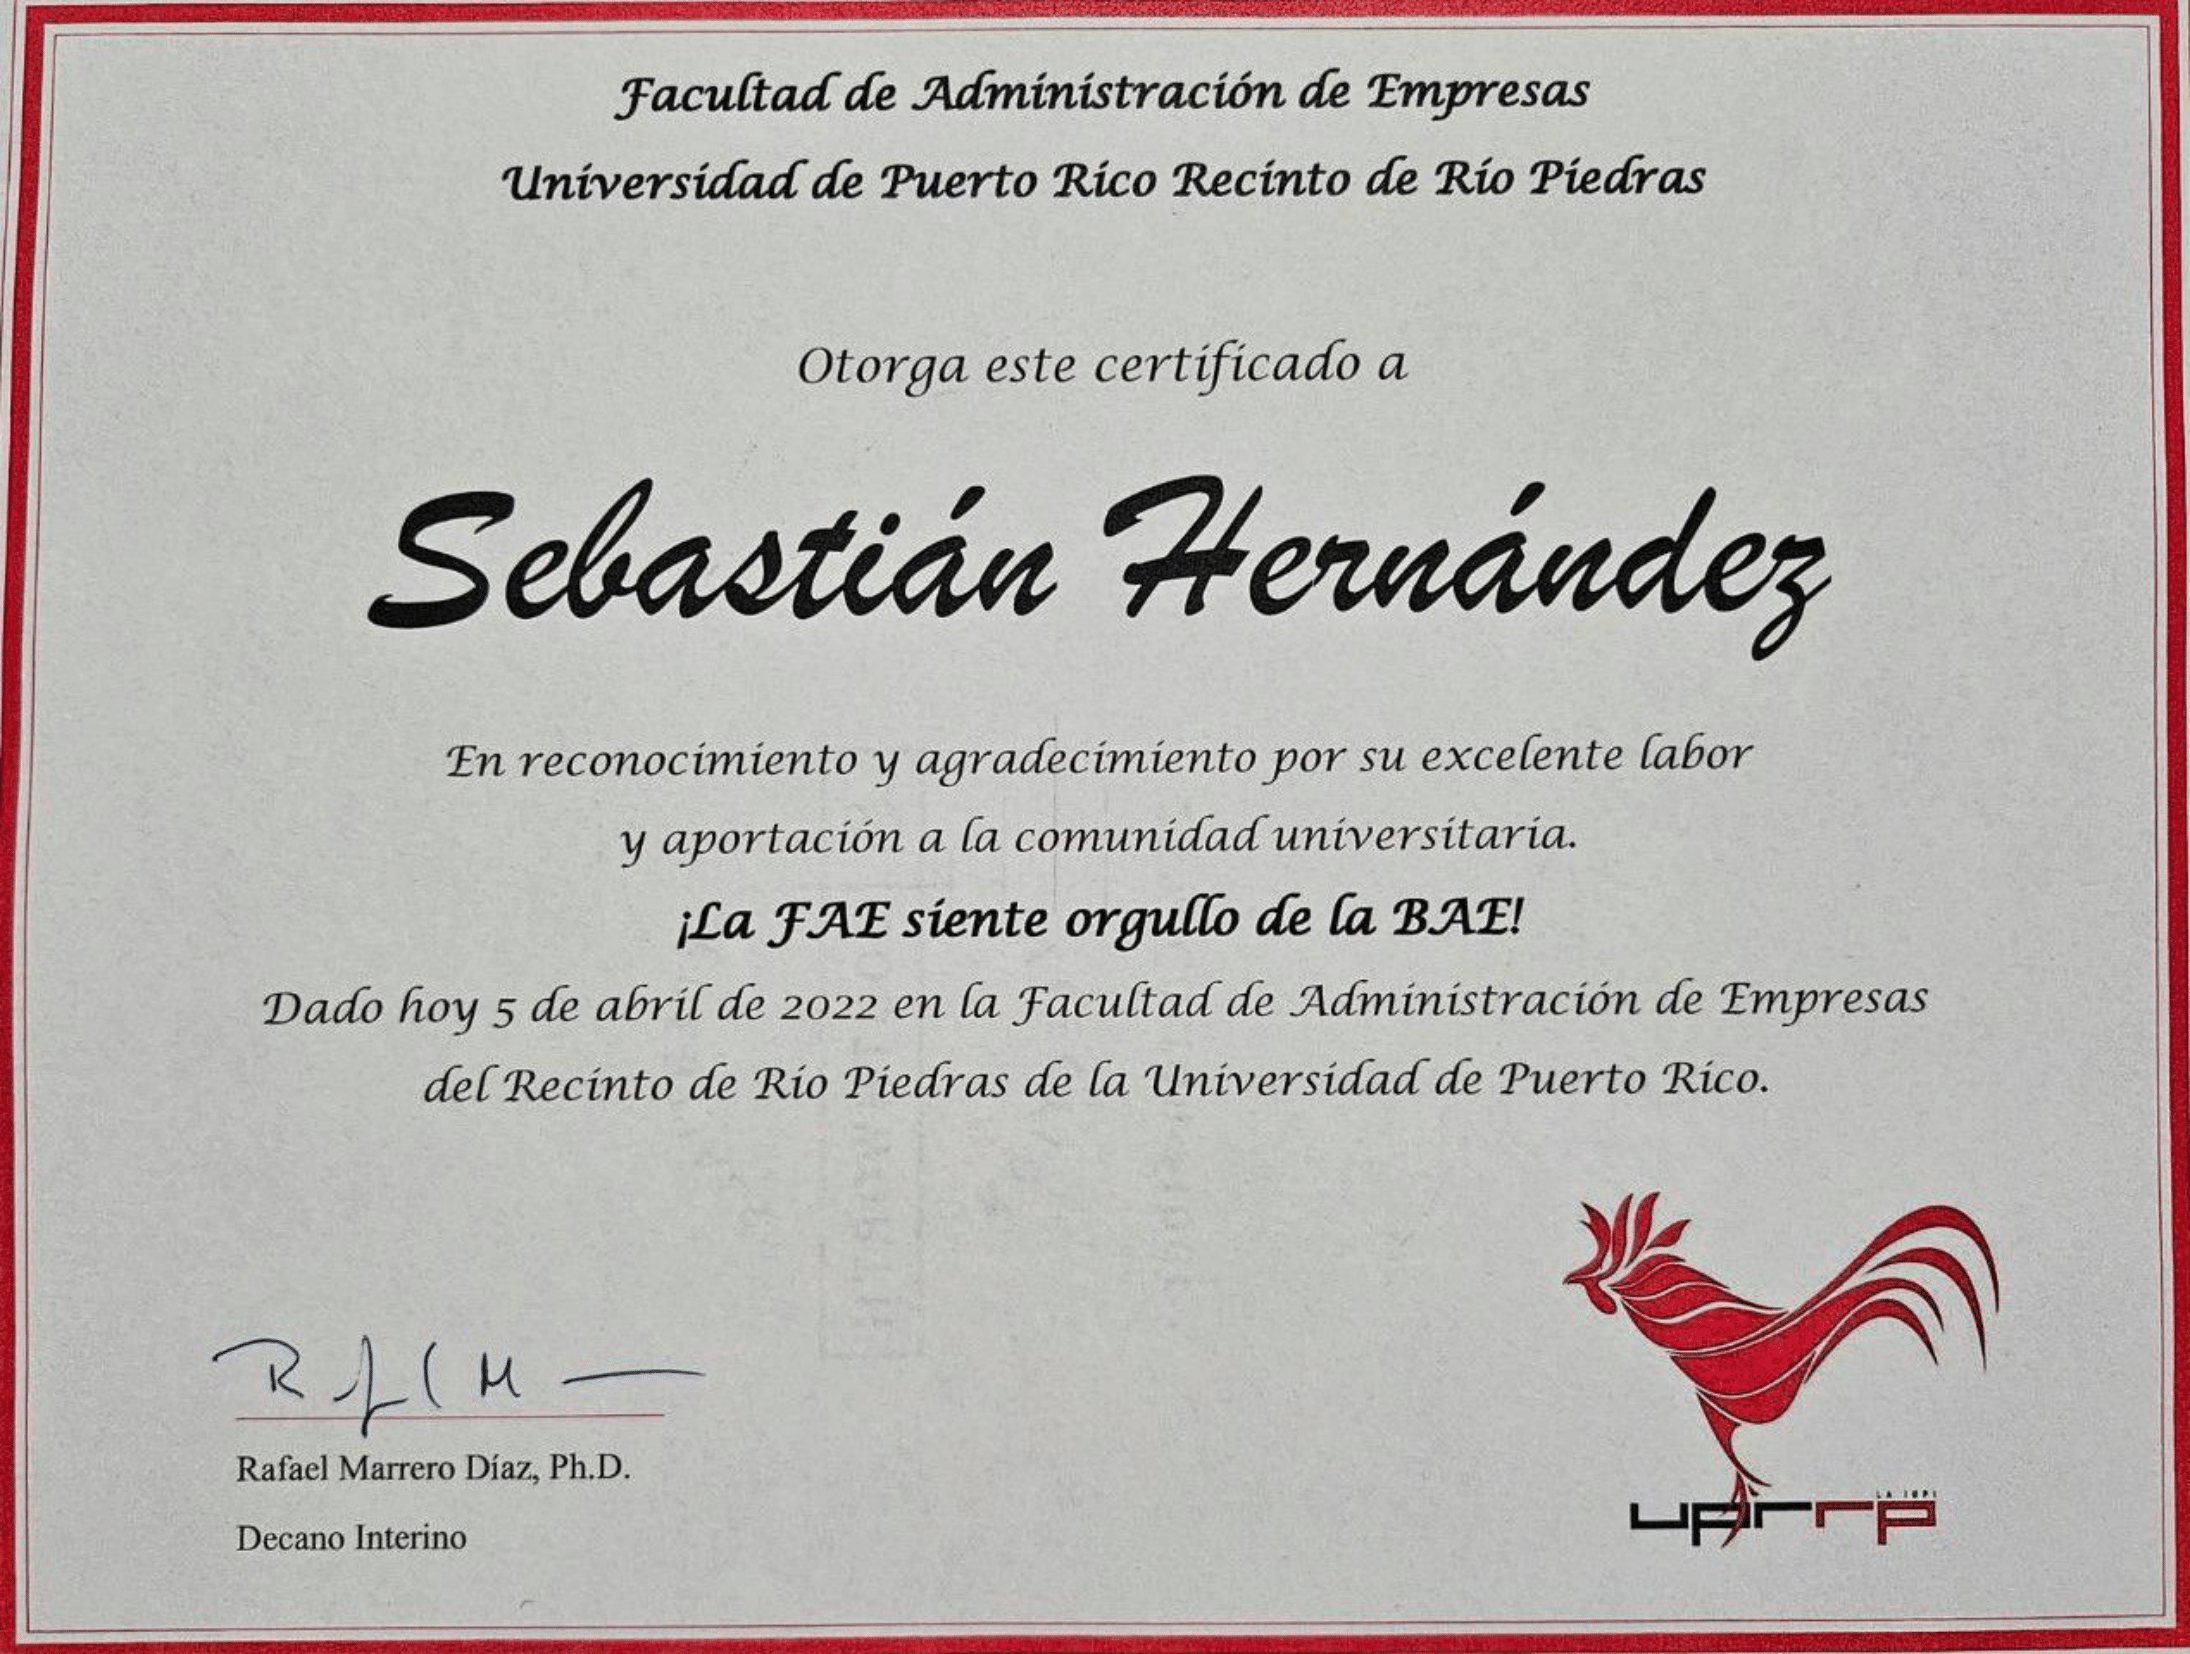 Facultad de Administración de Empresas
Universidad de Puerto Rico Recinto de Río Piedras
Otorga este certificado a
Sebastián Hernández
En reconocimiento y agradecimiento por su excelente labor
y aportación a la comunidad universitaria.
¡La FAE siente orgullo de la BAE!
Dado hoy 5 de abril de 2022 en la Facultad de Administración de Empresas
del Recinto de Río Piedras de la Universidad de Puerto Rico.
Rafael Marrero Díaz, Ph.D.
Decano Interino
LA IUPI
uprrp